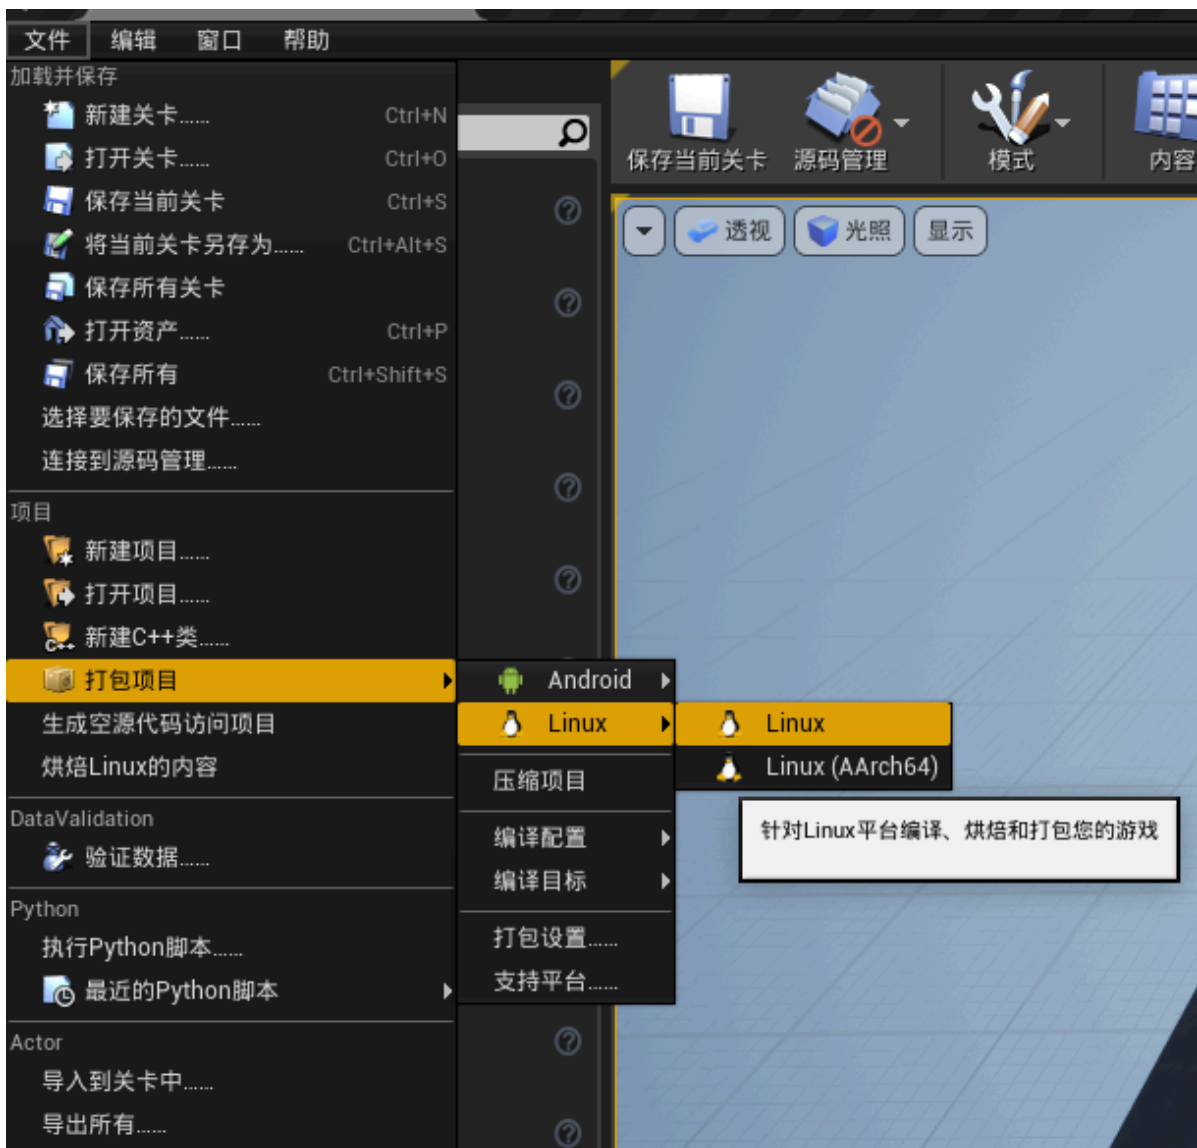 文件 编辑 窗口 帮助
加载并保存
新建关卡…… Ctrl+N
打开关卡…… Ctrl+O
保存当前关卡 Ctrl+S
将当前关卡另存为…… Ctrl+Alt+S
保存所有关卡
打开资产…… Ctrl+P
保存所有 Ctrl+Shift+S
选择要保存的文件……
连接到源码管理……
项目
新建项目……
打开项目……
新建C++类……
打包项目
生成空源代码访问项目
烘焙Linux的内容
DataValidation
验证数据……
Python
执行Python脚本……
最近的Python脚本
Actor
导入到关卡中……
导出所有……
Android
Linux
压缩项目
编译配置
编译目标
打包设置……
支持平台……
Linux
Linux (AArch64)
针对Linux平台编译、烘焙和打包您的游戏
保存当前关卡 源码管理 模式 内容
透视 光照 显示